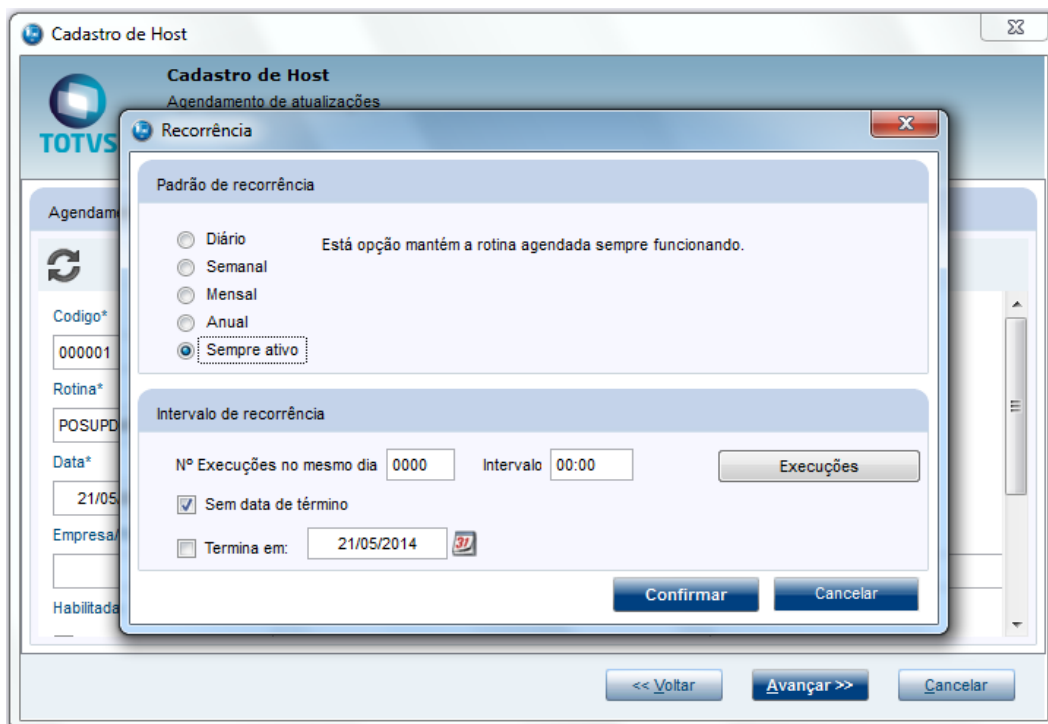 Cadastro de Host
Cadastro de Host
Agendamento de atualizações
TOTVS
Recorrência
Padrão de recorrência
Agendam
Diário
Está opção mantém a rotina agendada sempre funcionando.
Semanal
Mensal
Anual
Sempre ativo
Codigo*
000001
Rotina*
POSUPD
Data*
21/05
Empresa/
Habilitada
Intervalo de recorrência
Nº Execuções no mesmo dia 0000 Intervalo 00:00 Execuções
Sem data de término
Termina em: 21/05/2014 31
Confirmar Cancelar
<< Voltar Avançar >> Cancelar